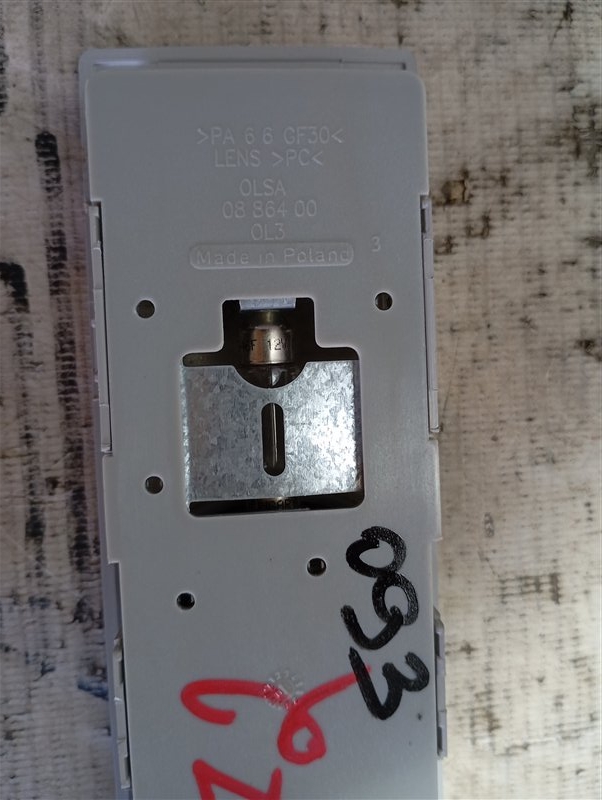 >PA 6 6 GF30<
LENS >PC<
OLSA
08 864 00
OL3
Made in Poland
3
12V
093